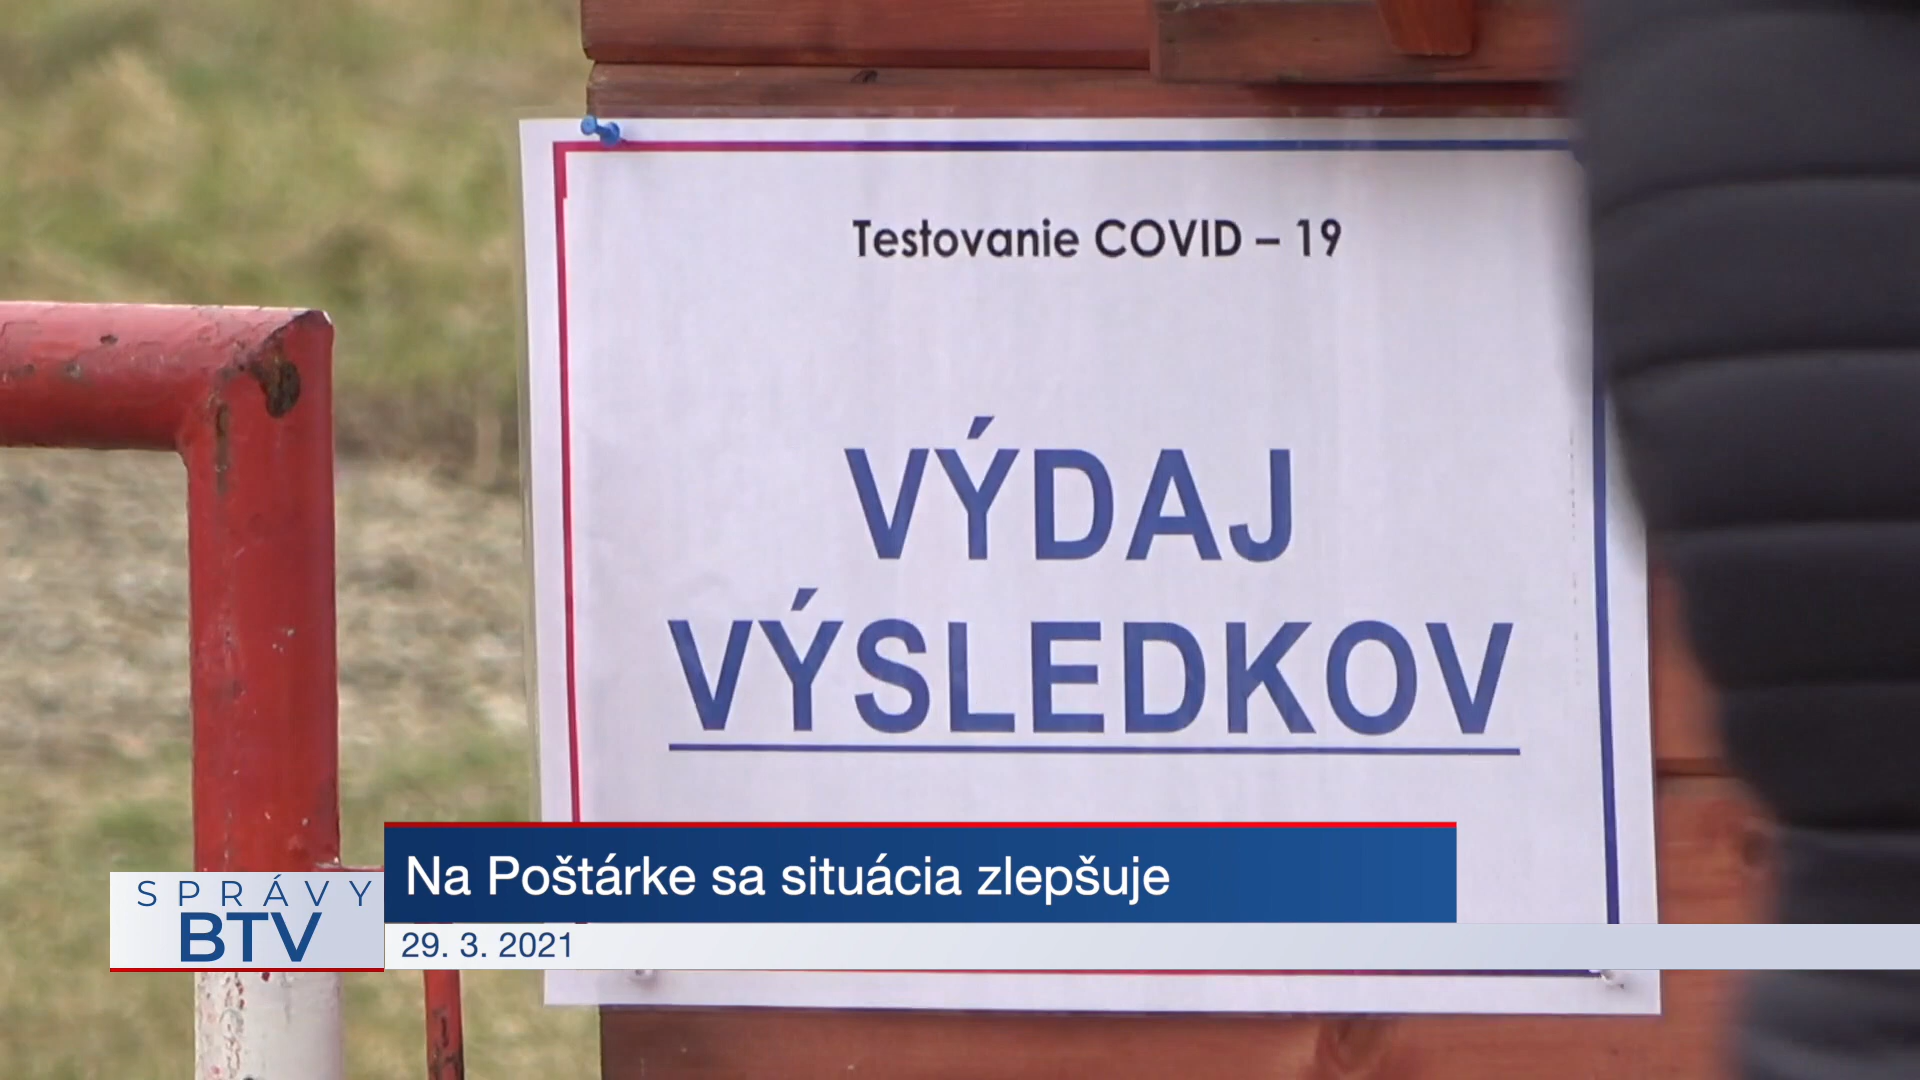 Testovanie COVID – 19
VÝDAJ
VÝSLEDKOV
Na Poštárke sa situácia zlepšuje
SPRÁVY
BTV
29. 3. 2021